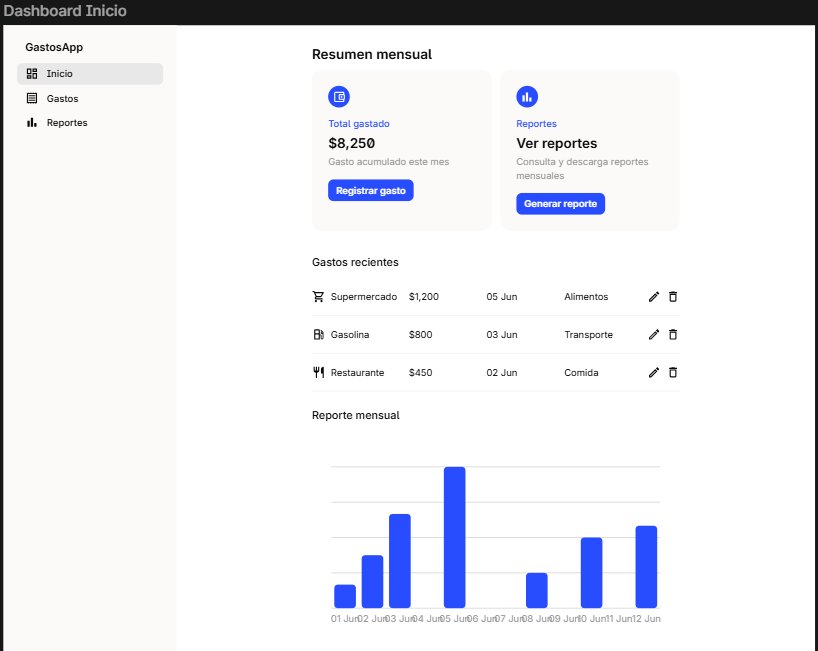 Dashboard Inicio
GastosApp
Inicio
Gastos
Reportes
Resumen mensual
Total gastado
$8,250
Gasto acumulado este mes
Registrar gasto
Reportes
Ver reportes
Consulta y descarga reportes
mensuales
Generar reporte
Gastos recientes
Supermercado $1,200 05 Jun Alimentos
Gasolina $800 03 Jun Transporte
Restaurante $450 02 Jun Comida
Reporte mensual
01 Jun 02 Jun 03 Jun 04 Jun 05 Jun 06 Jun 07 Jun 08 Jun 09 Jun 10 Jun 11 Jun 12 Jun